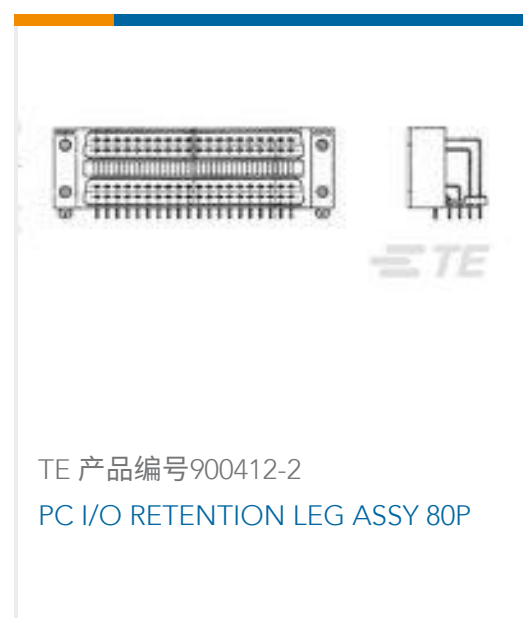 TE
TE 产品编号900412-2
PC I/O RETENTION LEG ASSY 80P